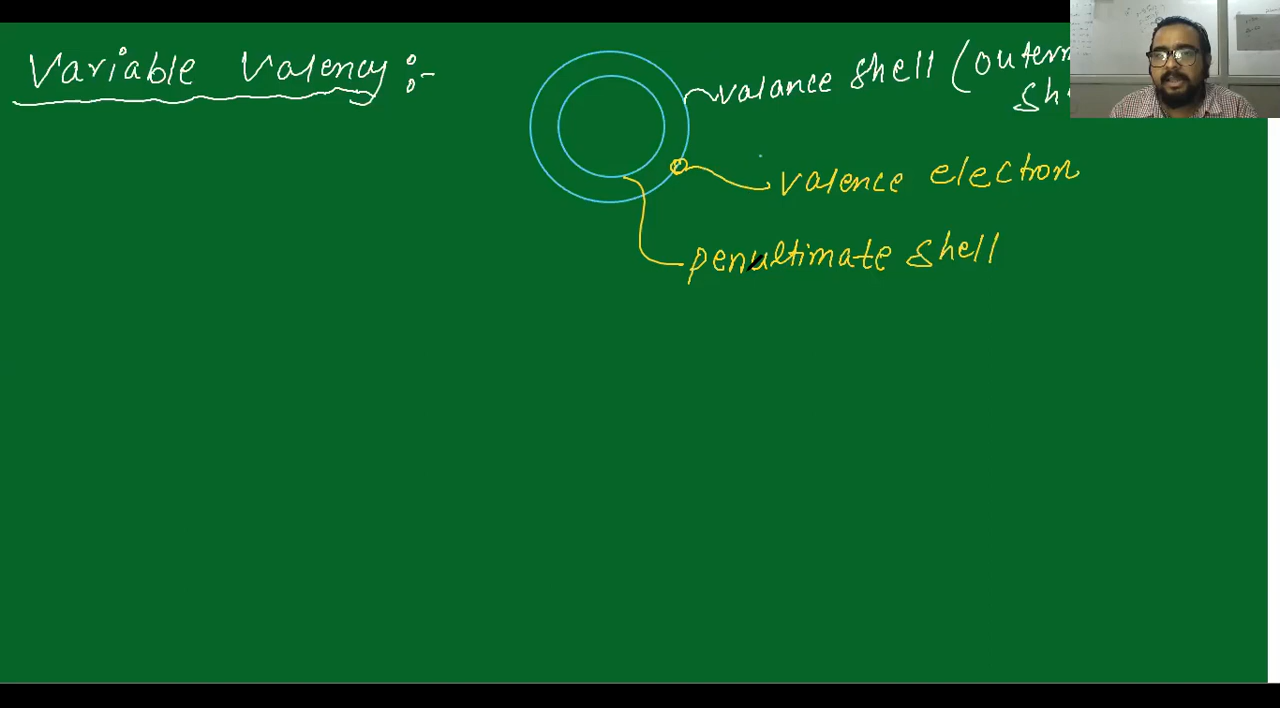 Variable Valency :-
valance shell (outerm
sh
valence electron
penultimate shell